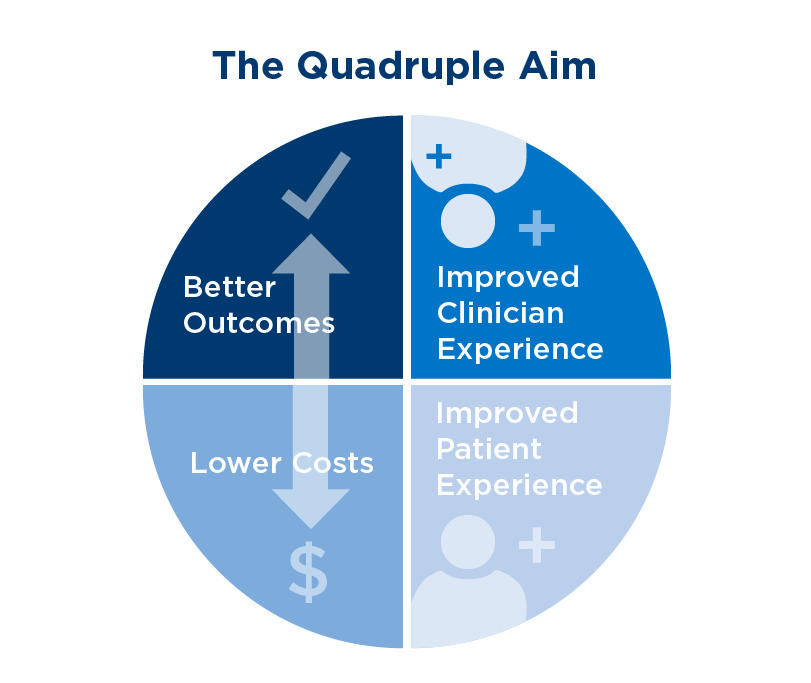 The Quadruple Aim
Better
Outcomes
Improved
Clinician
Experience
Lower Costs
$
Improved
Patient
Experience